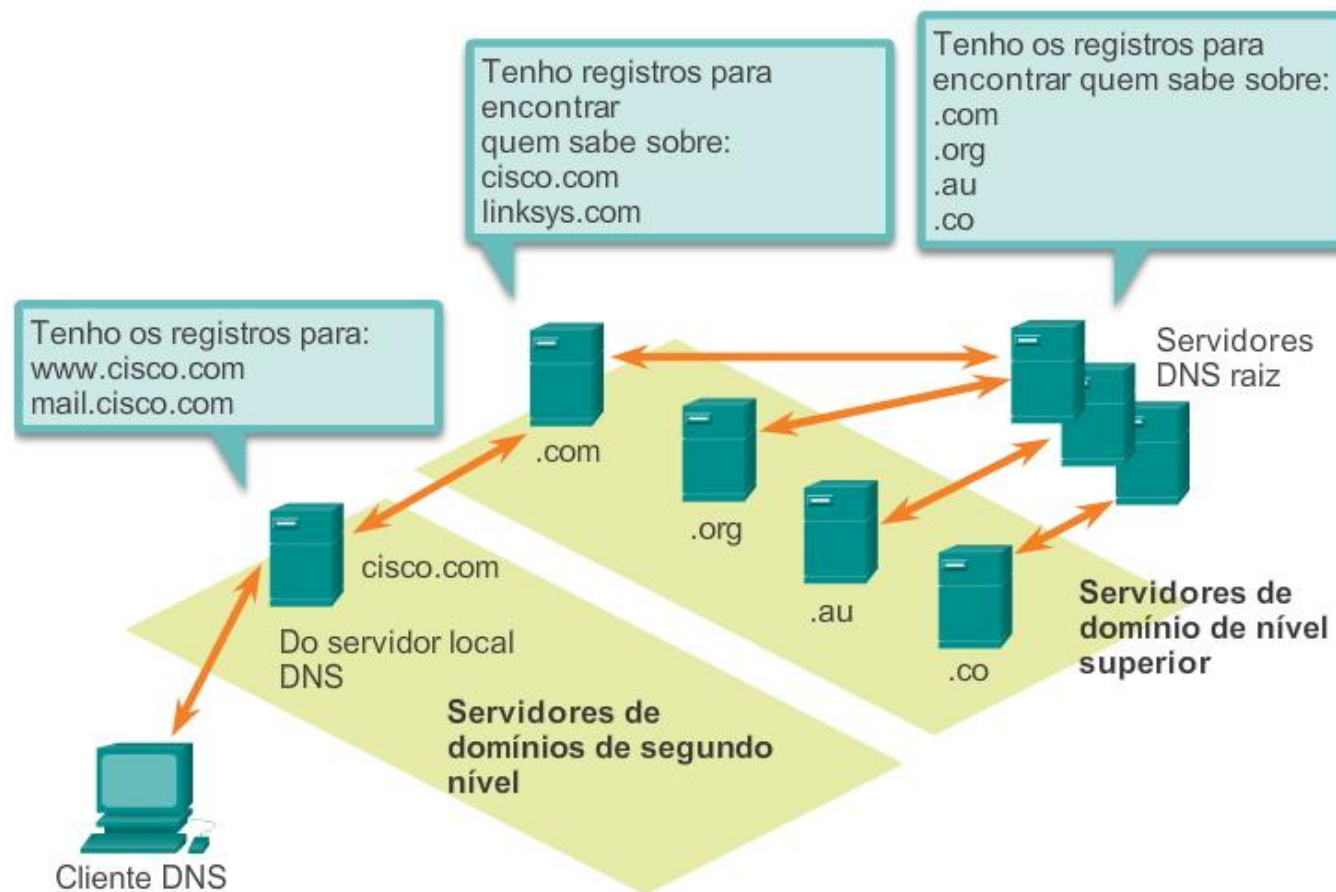 Tenho registros para
encontrar
quem sabe sobre:
cisco.com
linksys.com
Tenho os registros para
encontrar quem sabe sobre:
.com
.org
.au
.co
Tenho os registros para:
www.cisco.com
mail.cisco.com
Servidores
DNS raiz
.com
.org
.au
.co
cisco.com
Do servidor local
DNS
Servidores de
domínio de nível
superior
Servidores de
domínios de segundo
nível
Cliente DNS